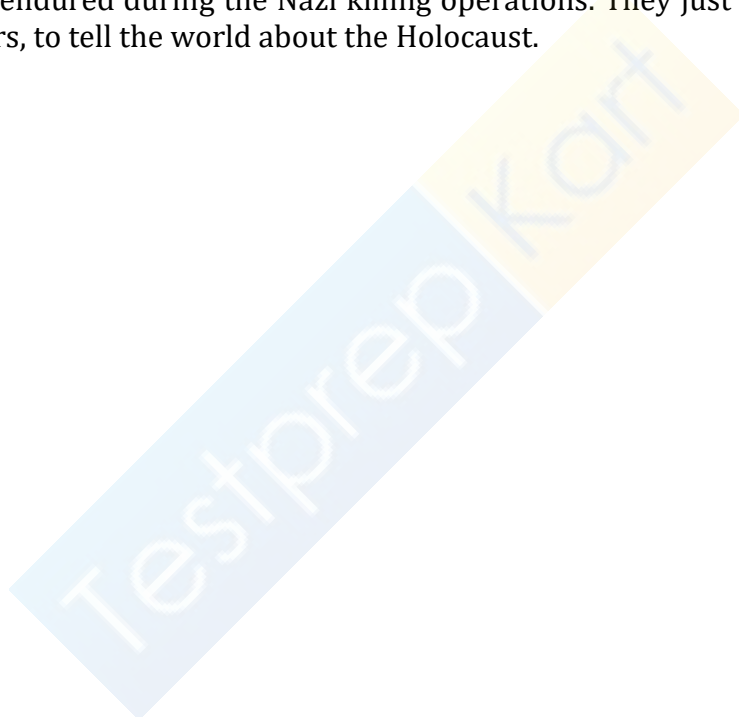 endured during the Nazi killing operations. They just
rs, to tell the world about the Holocaust.
Testprep Kart